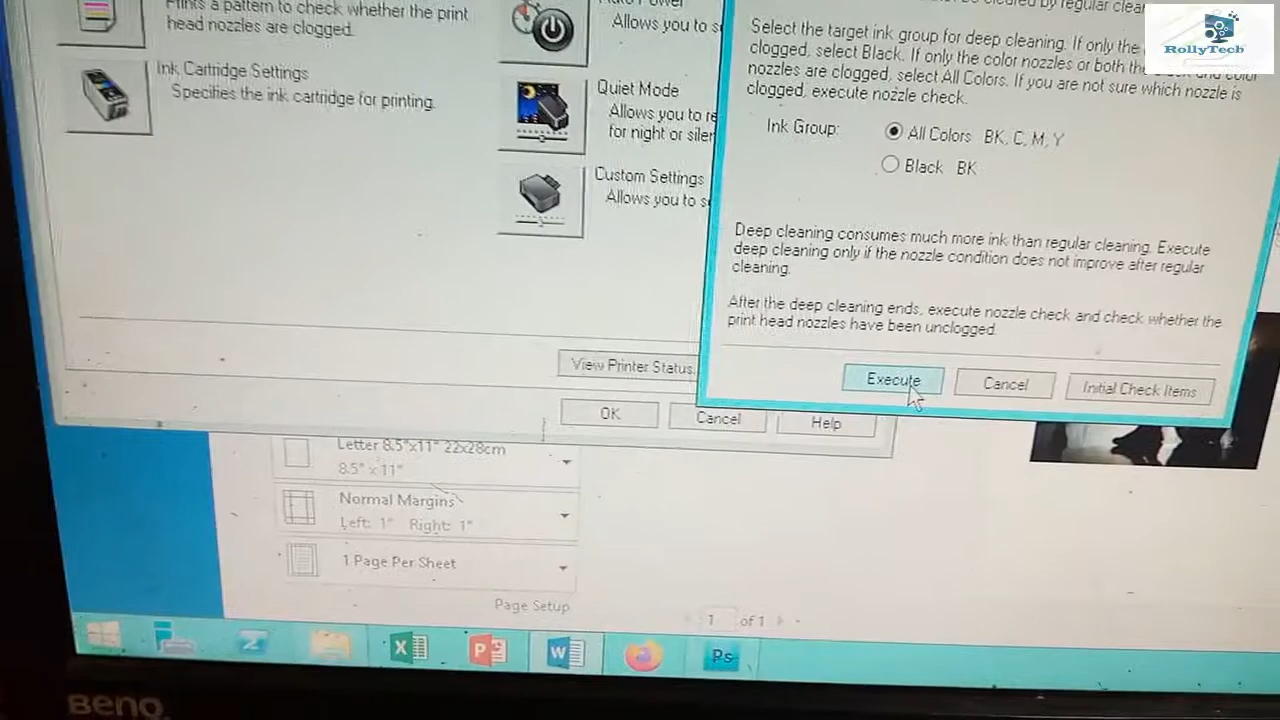 Prints a pattern to check whether the print
head nozzles are clogged.
Ink Cartridge Settings
Specifies the ink cartridge for printing.
Allows you to s
Quiet Mode
Allows you to re
for night or siler
Custom Settings
Allows you to s
View Printer Status...
OK
Cancel
Help
Select the target ink group for deep cleaning. If only the
clogged, select Black. If only the color nozzles or both the black and color
nozzles are clogged, select All Colors. If you are not sure which nozzle is
clogged, execute nozzle check.
Ink Group:
All Colors BK, C, M, Y
Black BK
Deep cleaning consumes much more ink than regular cleaning. Execute
deep cleaning only if the nozzle condition does not improve after regular
cleaning.
After the deep cleaning ends, execute nozzle check and check whether the
print head nozzles have been unclogged.
Execute
Cancel
Initial Check Items
RollyTech
Letter 8.5"x11" 22x28cm
8.5" x 11"
Normal Margins
Left: 1" Right: 1"
1 Page Per Sheet
Page Setup
1 of 1
Ps
BenQ